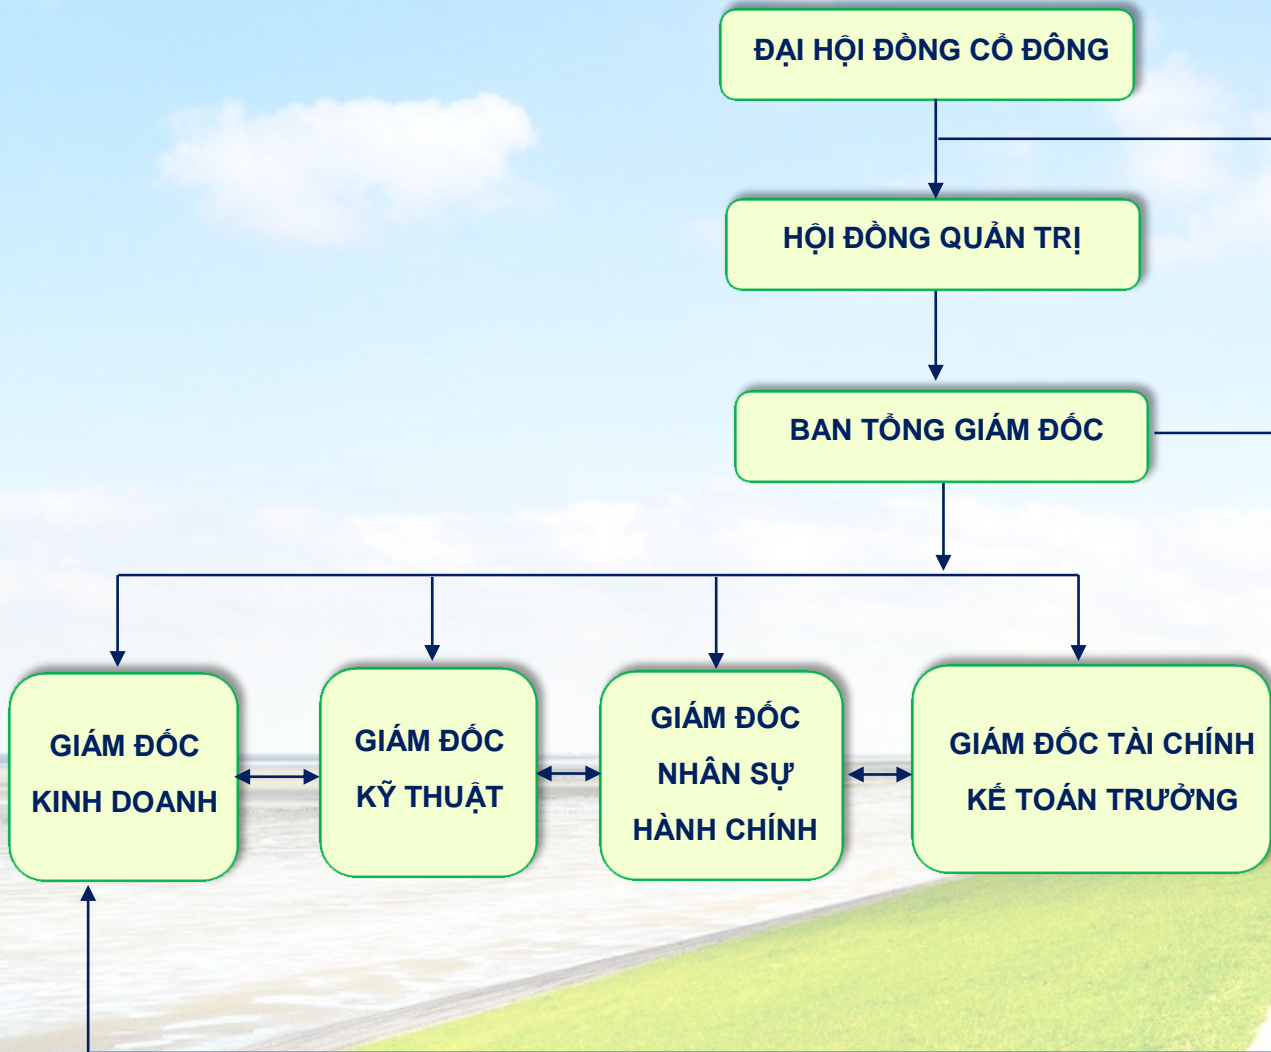 ĐẠI HỘI ĐỒNG CỔ ĐÔNG
HỘI ĐỒNG QUẢN TRỊ
BAN TỔNG GIÁM ĐỐC
GIÁM ĐỐC
KINH DOANH
GIÁM ĐỐC
KỸ THUẬT
GIÁM ĐỐC
NHÂN SỰ
HÀNH CHÍNH
GIÁM ĐỐC TÀI CHÍNH
KẾ TOÁN TRƯỞNG